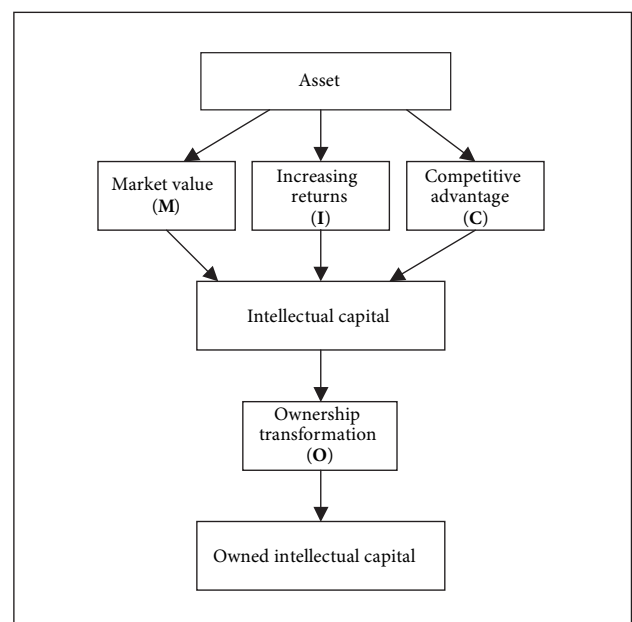 Asset
Market value
(M)
Increasing
returns
(I)
Competitive
advantage
(C)
Intellectual capital
Ownership
transformation
(O)
Owned intellectual capital